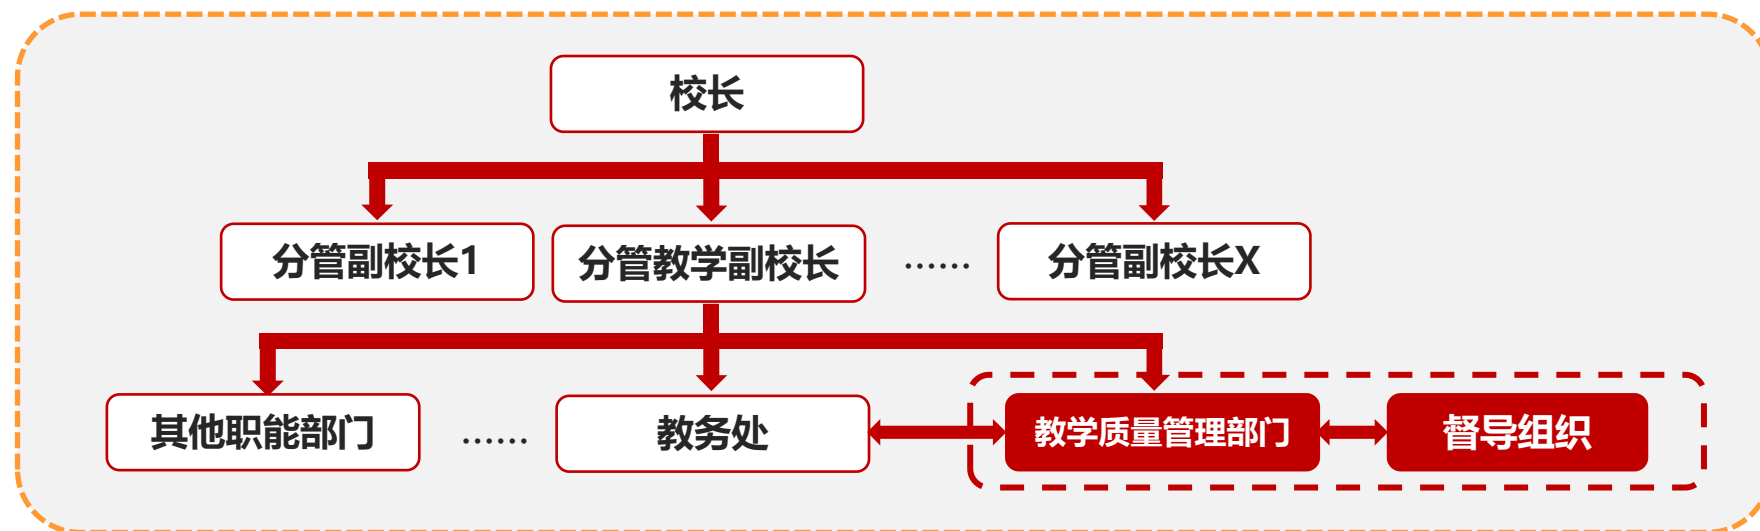 校长
分管副校长1
分管教学副校长
……
分管副校长X
其他职能部门
……
教务处
教学质量管理部门
督导组织